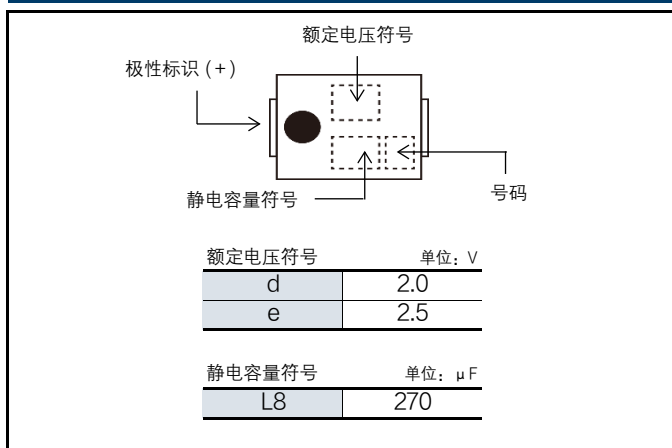 额定电压符号
极性标识 (+)
静电容量符号
号码
额定电压符号 单位: V
d 2.0
e 2.5
静电容量符号 单位: μF
L8 270